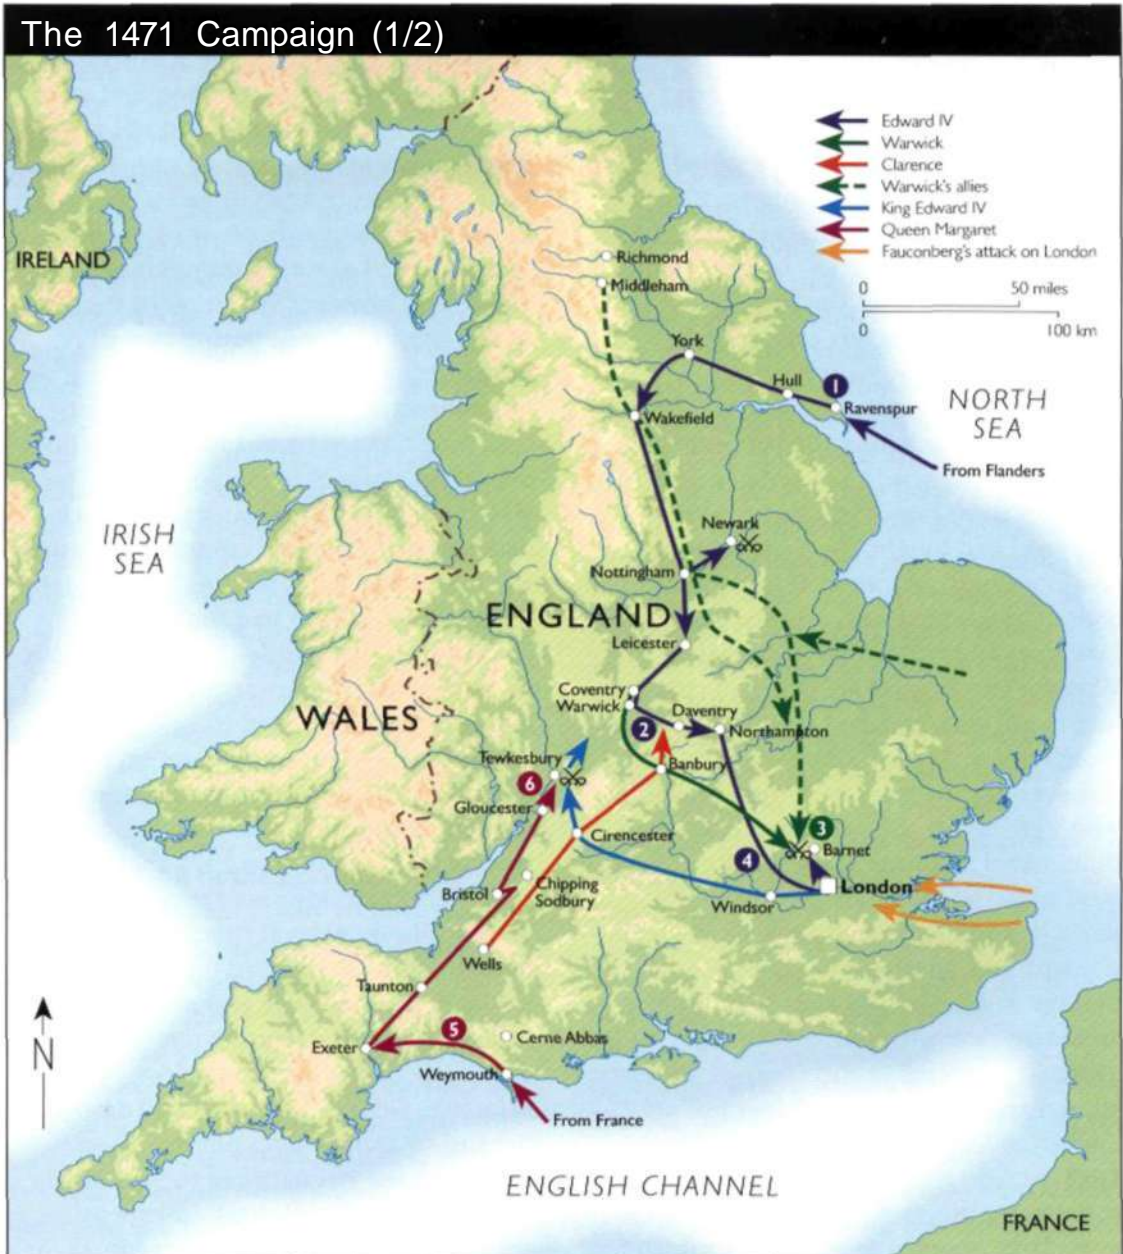 The 1471 Campaign (1/2)
Edward IV
Warwick
Clarence
Warwick's allies
King Edward IV
Queen Margaret
Fauconberg's attack on London
0 50 miles
0 100 km
IRELAND
Richmond
Middleham
York
Hull
1
Ravenspur
NORTH
SEA
Wakefield
From Flanders
IRISH
SEA
Newark
Nottingham
ENGLAND
Leicester
Coventry
Warwick
WALES
Daventry
2
Northampton
Tewkesbury
Banbury
6
Gloucester
3
Cirencester
Barnet
4
Chipping
Sodbury
London
Bristol
Windsor
Wells
Taunton
5
Cerne Abbas
Exeter
N
Weymouth
From France
ENGLISH CHANNEL
FRANCE